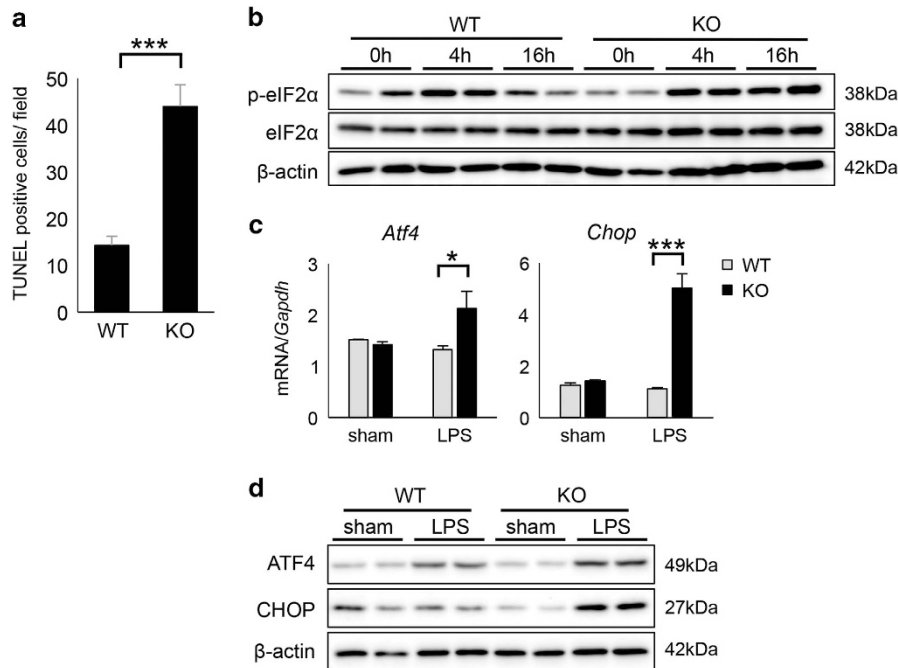 a
***
TUNEL positive cells/ field
50
40
30
20
10
0
WT KO
b
WT KO
0h 4h 16h 0h 4h 16h
p-eIF2α 38kDa
eIF2α 38kDa
β-actin 42kDa
c
Atf4 Chop
mRNA/Gapdh
3
2
1
0
*
sham LPS
6
4
2
0
***
sham LPS
WT
KO
d
WT KO
sham LPS sham LPS
ATF4 49kDa
CHOP 27kDa
β-actin 42kDa